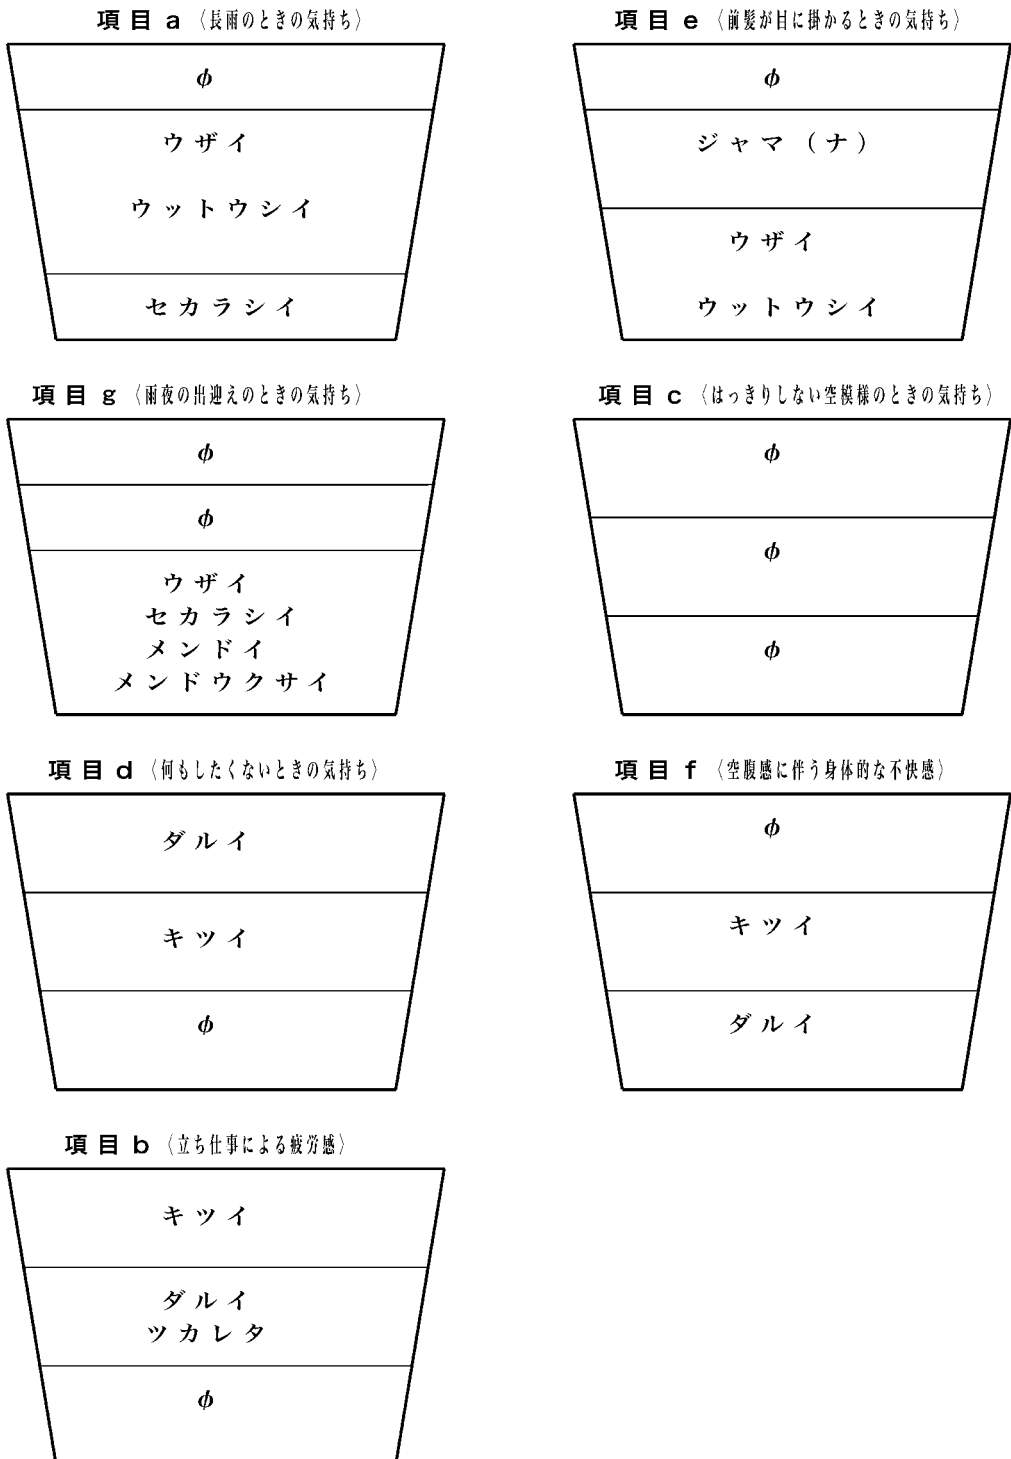 項目a〈長雨のときの気持ち〉
φ
ウザイ
ウットウシイ
セカラシイ
項目e〈前髪が目に掛かるときの気持ち〉
φ
ジャマ(ナ)
ウザイ
ウットウシイ
項目g〈雨夜の出迎えのときの気持ち〉
φ
φ
ウザイ
セカラシイ
メンドイ
メンドウクサイ
項目c〈はっきりしない空模様のときの気持ち〉
φ
φ
φ
項目d〈何もしたくないときの気持ち〉
ダルイ
キツイ
φ
項目f〈空腹感に伴う身体的な不快感〉
φ
キツイ
ダルイ
項目b〈立ち仕事による疲労感〉
キツイ
ダルイ
ツカレタ
φ